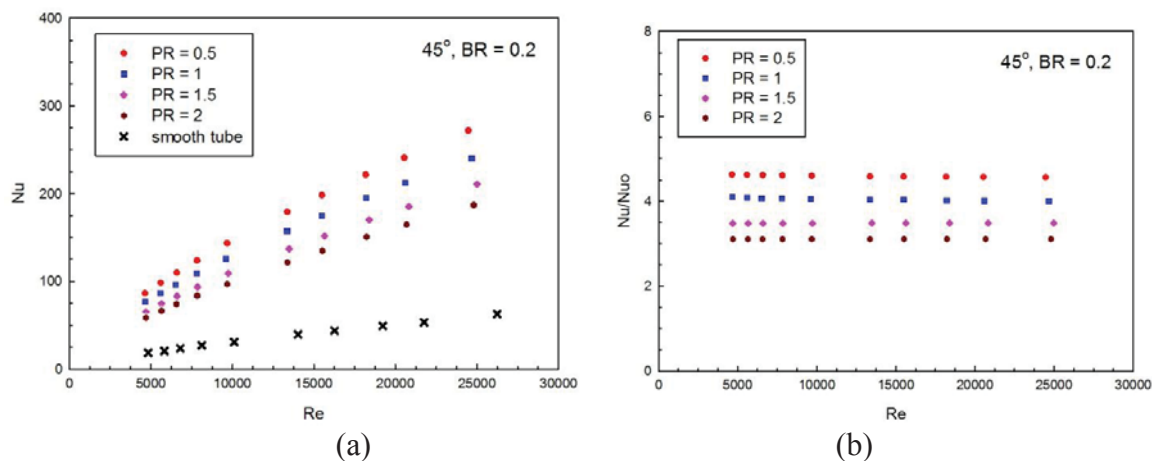 400
300
200
100
0
Nu
PR = 0.5
PR = 1
PR = 1.5
PR = 2
smooth tube
45o, BR = 0.2
0 5000 10000 15000 20000 25000 30000
Re
(a)
8
6
4
2
0
Nu/Nuo
PR = 0.5
PR = 1
PR = 1.5
PR = 2
45o, BR = 0.2
0 5000 10000 15000 20000 25000 30000
Re
(b)